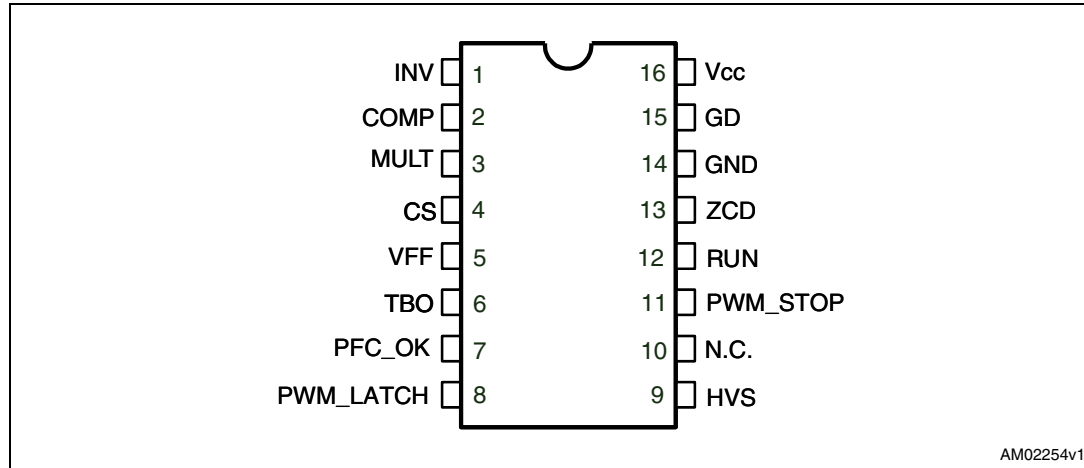 INV 1 16 Vcc
COMP 2 15 GD
MULT 3 14 GND
CS 4 13 ZCD
VFF 5 12 RUN
TBO 6 11 PWM_STOP
PFC_OK 7 10 N.C.
PWM_LATCH 8 9 HVS
AM02254v1